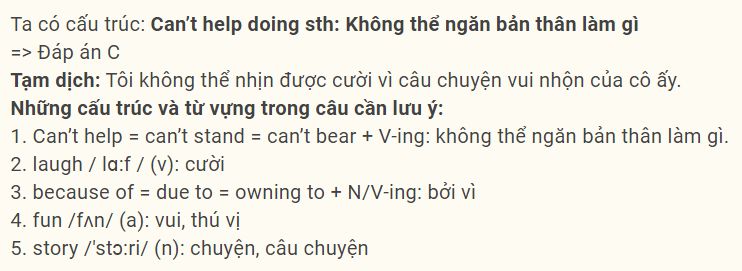 Ta có cấu trúc: Can’t help doing sth: Không thể ngăn bản thân làm gì
=> Đáp án C
Tạm dịch: Tôi không thể nhịn được cười vì câu chuyện vui nhộn của cô ấy.
Những cấu trúc và từ vựng trong câu cần lưu ý:
1. Can’t help = can’t stand = can’t bear + V-ing: không thể ngăn bản thân làm gì.
2. laugh / lɑ:f / (v): cười
3. because of = due to = owning to + N/V-ing: bởi vì
4. fun /fʌn/ (a): vui, thú vị
5. story /'stɔ:ri/ (n): chuyện, câu chuyện